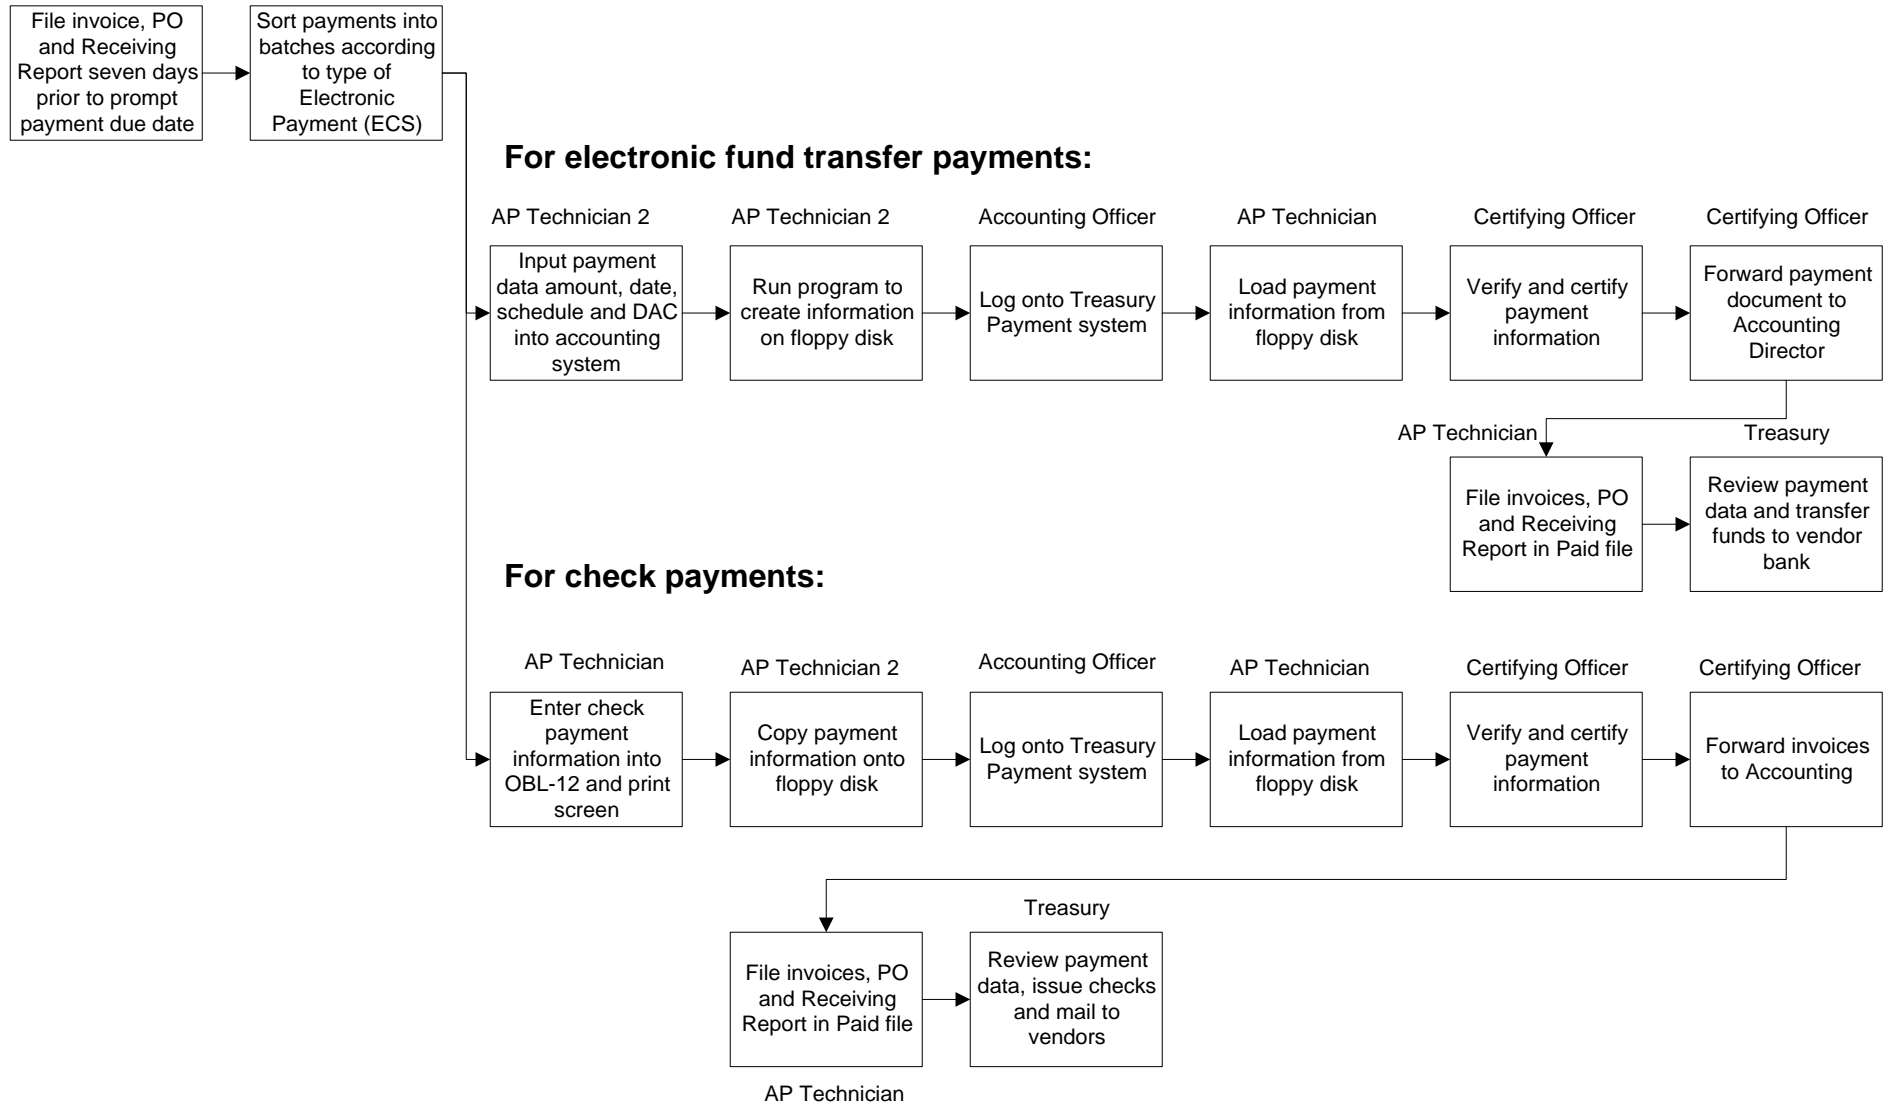 File invoice, PO
and Receiving
Report seven days
prior to prompt
payment due date
Sort payments into
batches according
to type of
Electronic
Payment (ECS)
For electronic fund transfer payments:
AP Technician 2
Input payment
data amount, date,
schedule and DAC
into accounting
system
AP Technician 2
Run program to
create information
on floppy disk
Accounting Officer
Log onto Treasury
Payment system
AP Technician
Load payment
information from
floppy disk
Certifying Officer
Verify and certify
payment
information
Certifying Officer
Forward payment
document to
Accounting
Director
AP Technician
File invoices, PO
and Receiving
Report in Paid file
Treasury
Review payment
data and transfer
funds to vendor
bank
For check payments:
AP Technician
Enter check
payment
information into
OBL-12 and print
screen
AP Technician 2
Copy payment
information onto
floppy disk
Accounting Officer
Log onto Treasury
Payment system
AP Technician
Load payment
information from
floppy disk
Certifying Officer
Verify and certify
payment
information
Certifying Officer
Forward invoices
to Accounting
File invoices, PO
and Receiving
Report in Paid file
AP Technician
Treasury
Review payment
data, issue checks
and mail to
vendors